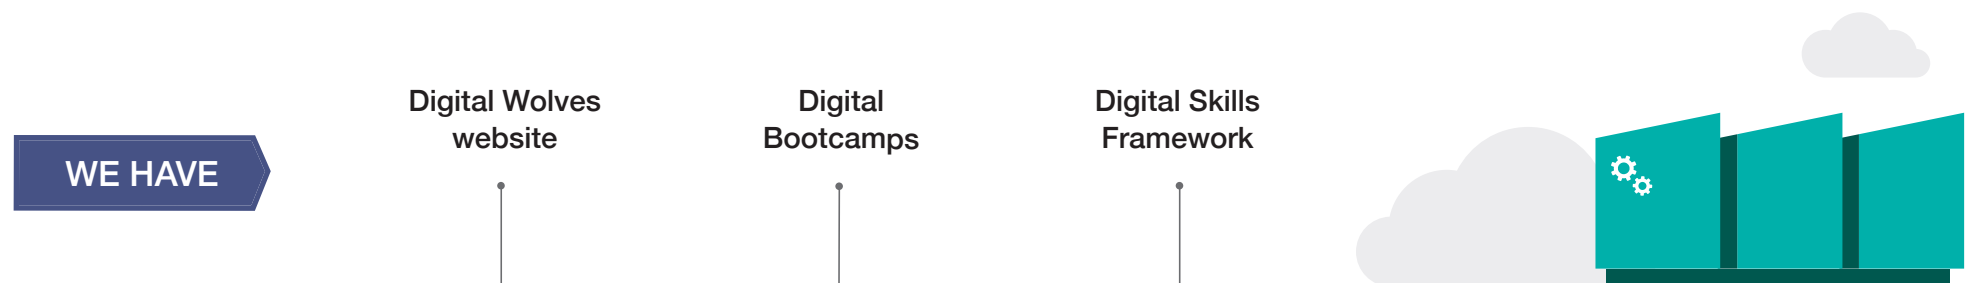 WE HAVE
Digital Wolves
website
Digital
Bootcamps
Digital Skills
Framework